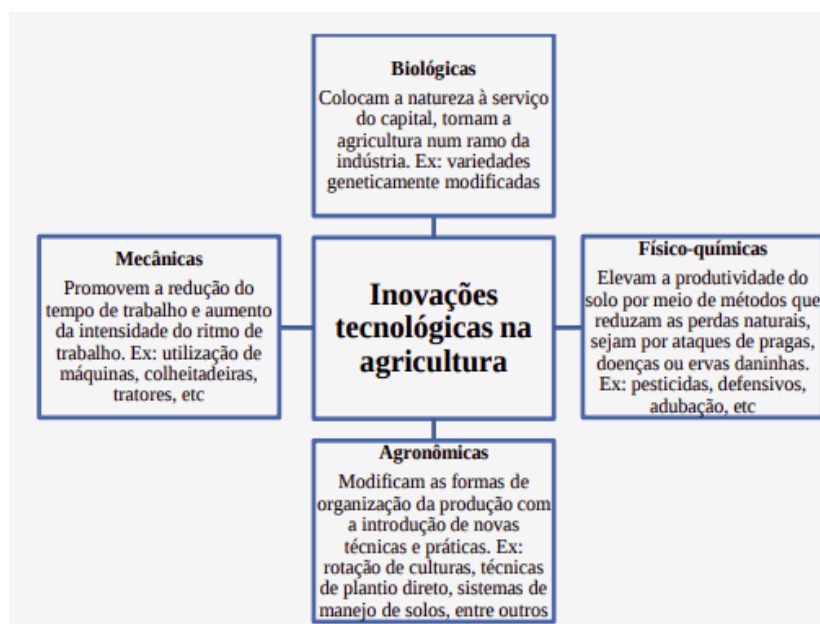 Biológicas
Colocam a natureza à serviço
do capital, tornam a
agricultura num ramo da
indústria. Ex: variedades
geneticamente modificadas
Mecânicas
Promovem a redução do
tempo de trabalho e aumento
da intensidade do ritmo de
trabalho. Ex: utilização de
máquinas, colheitadeiras,
tratores, etc
Inovações
tecnológicas na
agricultura
Físico-químicas
Elevam a produtividade do
solo por meio de métodos que
reduzam as perdas naturais,
sejam por ataques de pragas,
doenças ou ervas daninhas.
Ex: pesticidas, defensivos,
adubação, etc
Agronômicas
Modificam as formas de
organização da produção com
a introdução de novas
técnicas e práticas. Ex:
rotação de culturas, técnicas
de plantio direto, sistemas de
manejo de solos, entre outros